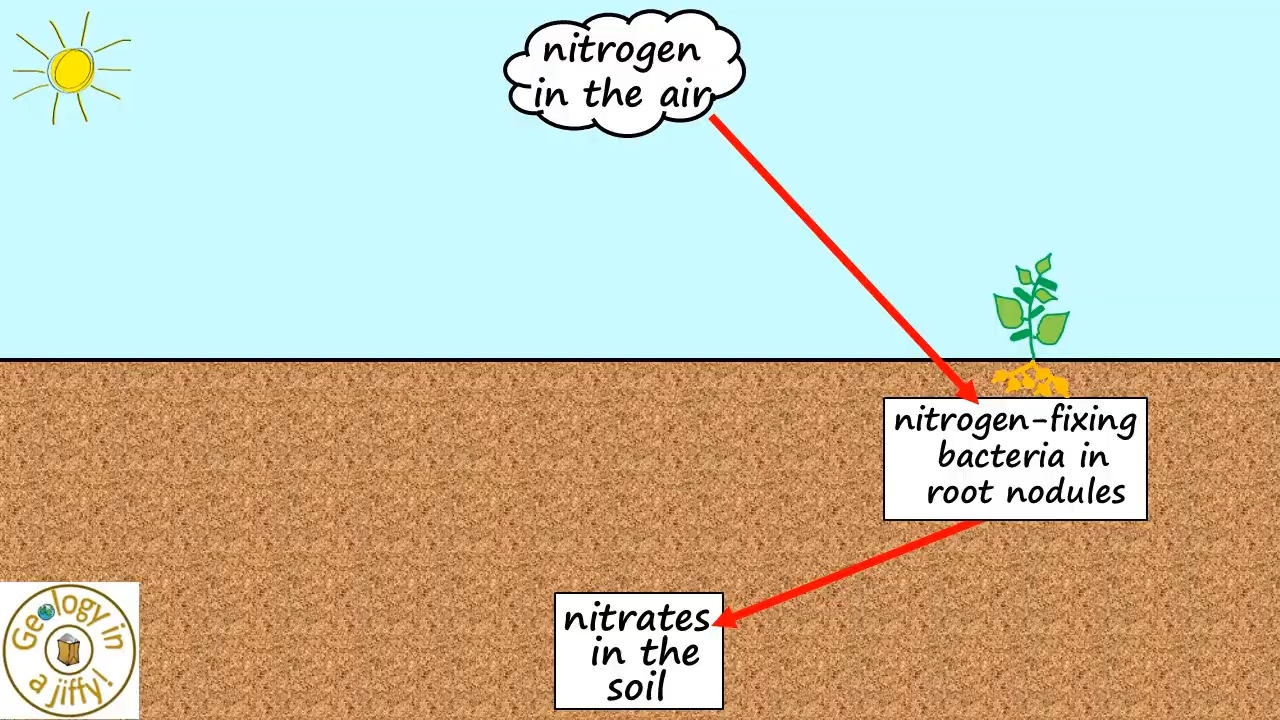 nitrogen
in the air
nitrogen-fixing
bacteria in
root nodules
nitrates
in the
soil
Geology in
a jiffy!